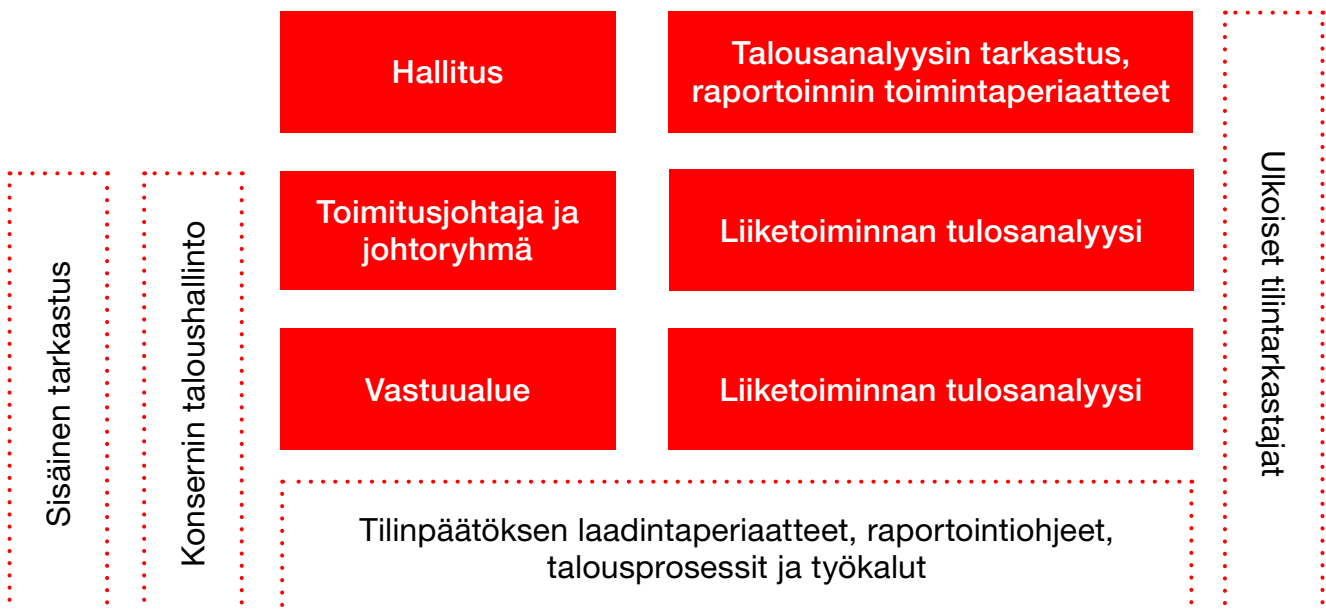 Hallitus
Talousanalyysin tarkastus,
raportoinnin toimintaperiaatteet
Toimitusjohtaja ja
johtoryhmä
Liiketoiminnan tulosanalyysi
Vastuualue
Liiketoiminnan tulosanalyysi
Tilinpäätöksen laadintaperiaatteet, raportointiohjeet,
talousprosessit ja työkalut
Sisäinen tarkastus
Konsernin taloushallinto
Ulkoiset tilintarkastajat